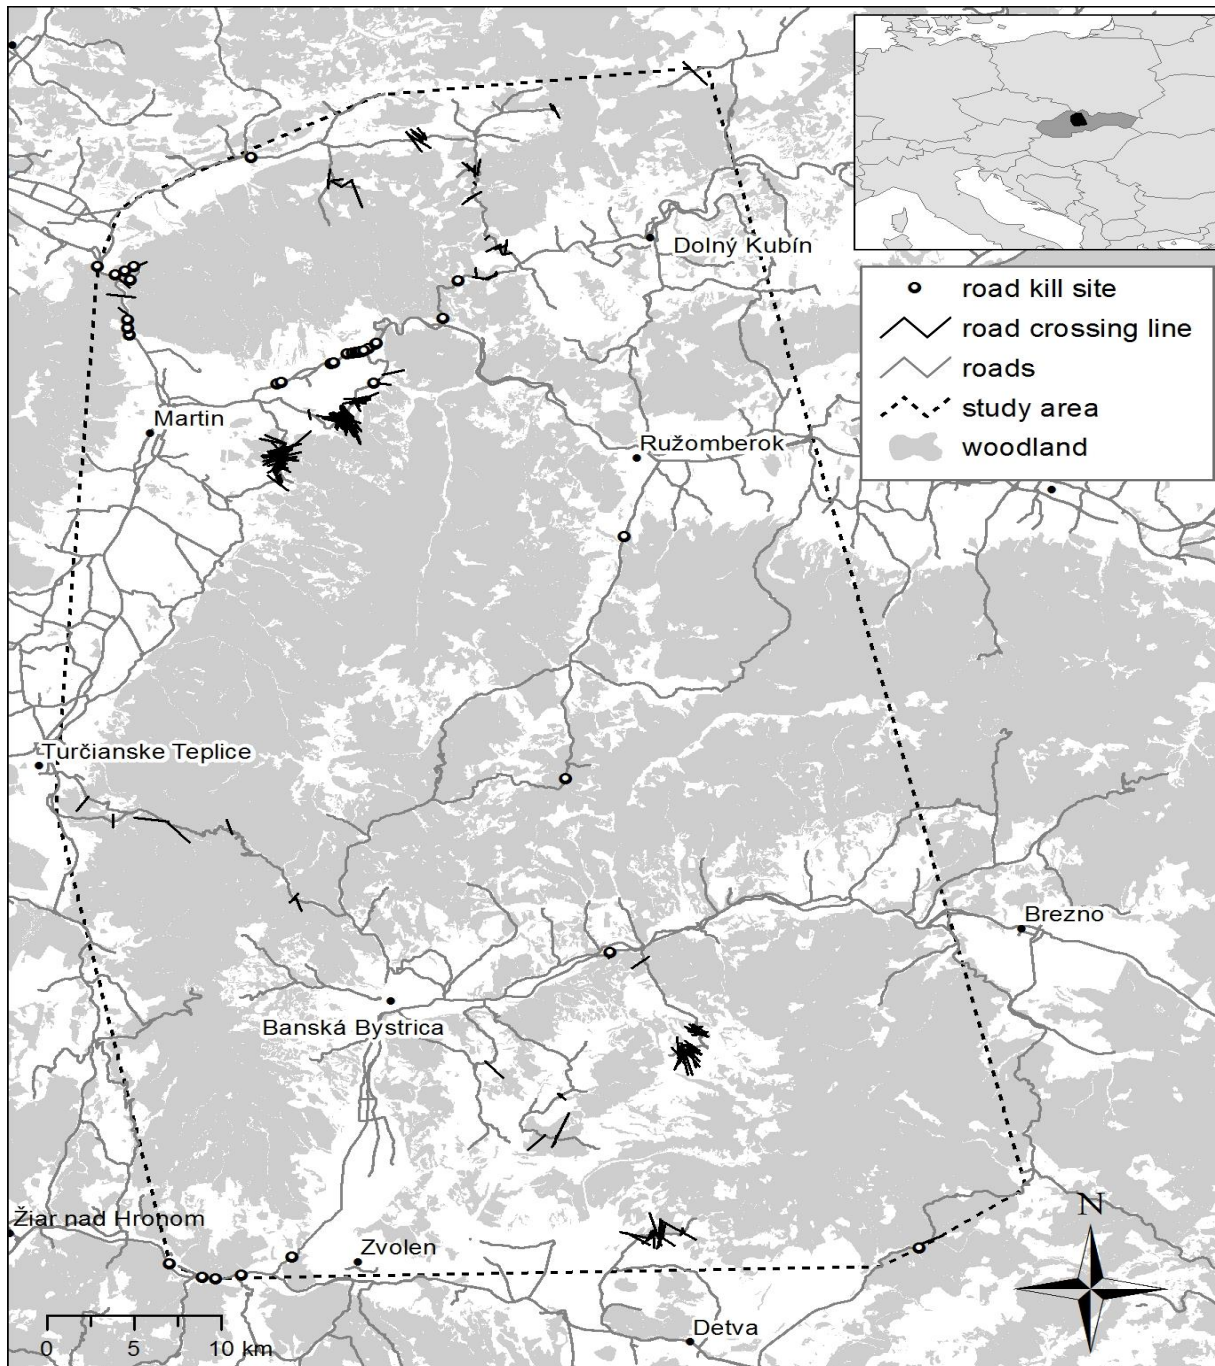 Dolný Kubín
road kill site
road crossing line
roads
study area
woodland
Martin
Ružomberok
Turčianske Teplice
Brezno
Banská Bystrica
N
Žiar nad Hronom
Zvolen
Detva
0 5 10 km